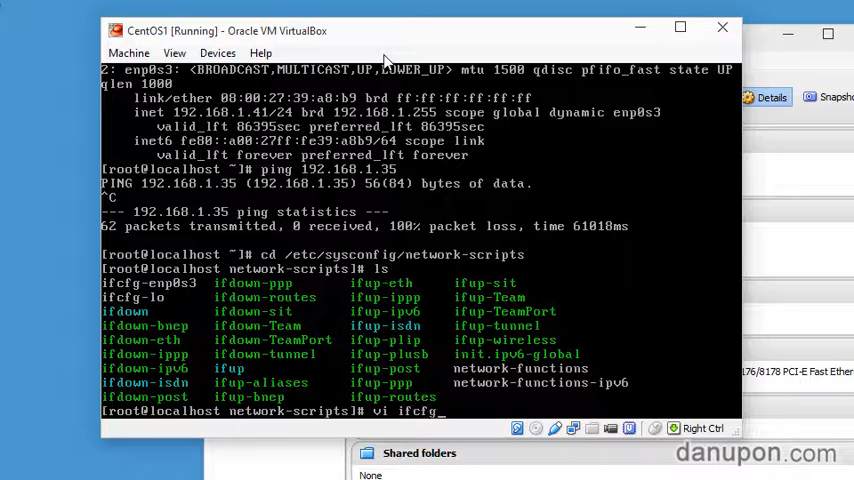 CentOS1 [Running] - Oracle VM VirtualBox
Machine View Devices Help
2: enp0s3: <BROADCAST,MULTICAST,UP,LOWER_UP> mtu 1500 qdisc pfifo_fast state UP
qlen 1000
link/ether 08:00:27:39:a8:b9 brd ff:ff:ff:ff:ff:ff
inet 192.168.1.41/24 brd 192.168.1.255 scope global dynamic enp0s3
valid_lft 86395sec preferred_lft 86395sec
inet6 fe80::a00:27ff:fe39:a8b9/64 scope link
valid_lft forever preferred_lft forever
[root@localhost ~]# ping 192.168.1.35
PING 192.168.1.35 (192.168.1.35) 56(84) bytes of data.
^C
--- 192.168.1.35 ping statistics ---
62 packets transmitted, 0 received, 100% packet loss, time 61018ms
[root@localhost ~]# cd /etc/sysconfig/network-scripts
[root@localhost network-scripts]# ls
ifcfg-enp0s3 ifdown-ppp ifup-eth ifup-sit
ifcfg-lo ifdown-routes ifup-ippp ifup-Team
ifdown ifdown-sit ifup-ipv6 ifup-TeamPort
ifdown-bnep ifdown-Team ifup-isdn ifup-tunnel
ifdown-eth ifdown-TeamPort ifup-plip ifup-wireless
ifdown-ippp ifdown-tunnel ifup-plusb init.ipv6-global
ifdown-ipv6 ifup ifup-post network-functions
ifdown-isdn ifup-aliases ifup-ppp network-functions-ipv6
ifdown-post ifup-bnep ifup-routes
[root@localhost network-scripts]# vi ifcfg_
Right Ctrl
Details
Snapsho
176/8178 PCI-E Fast Ethern
Shared folders
None
danupon.com